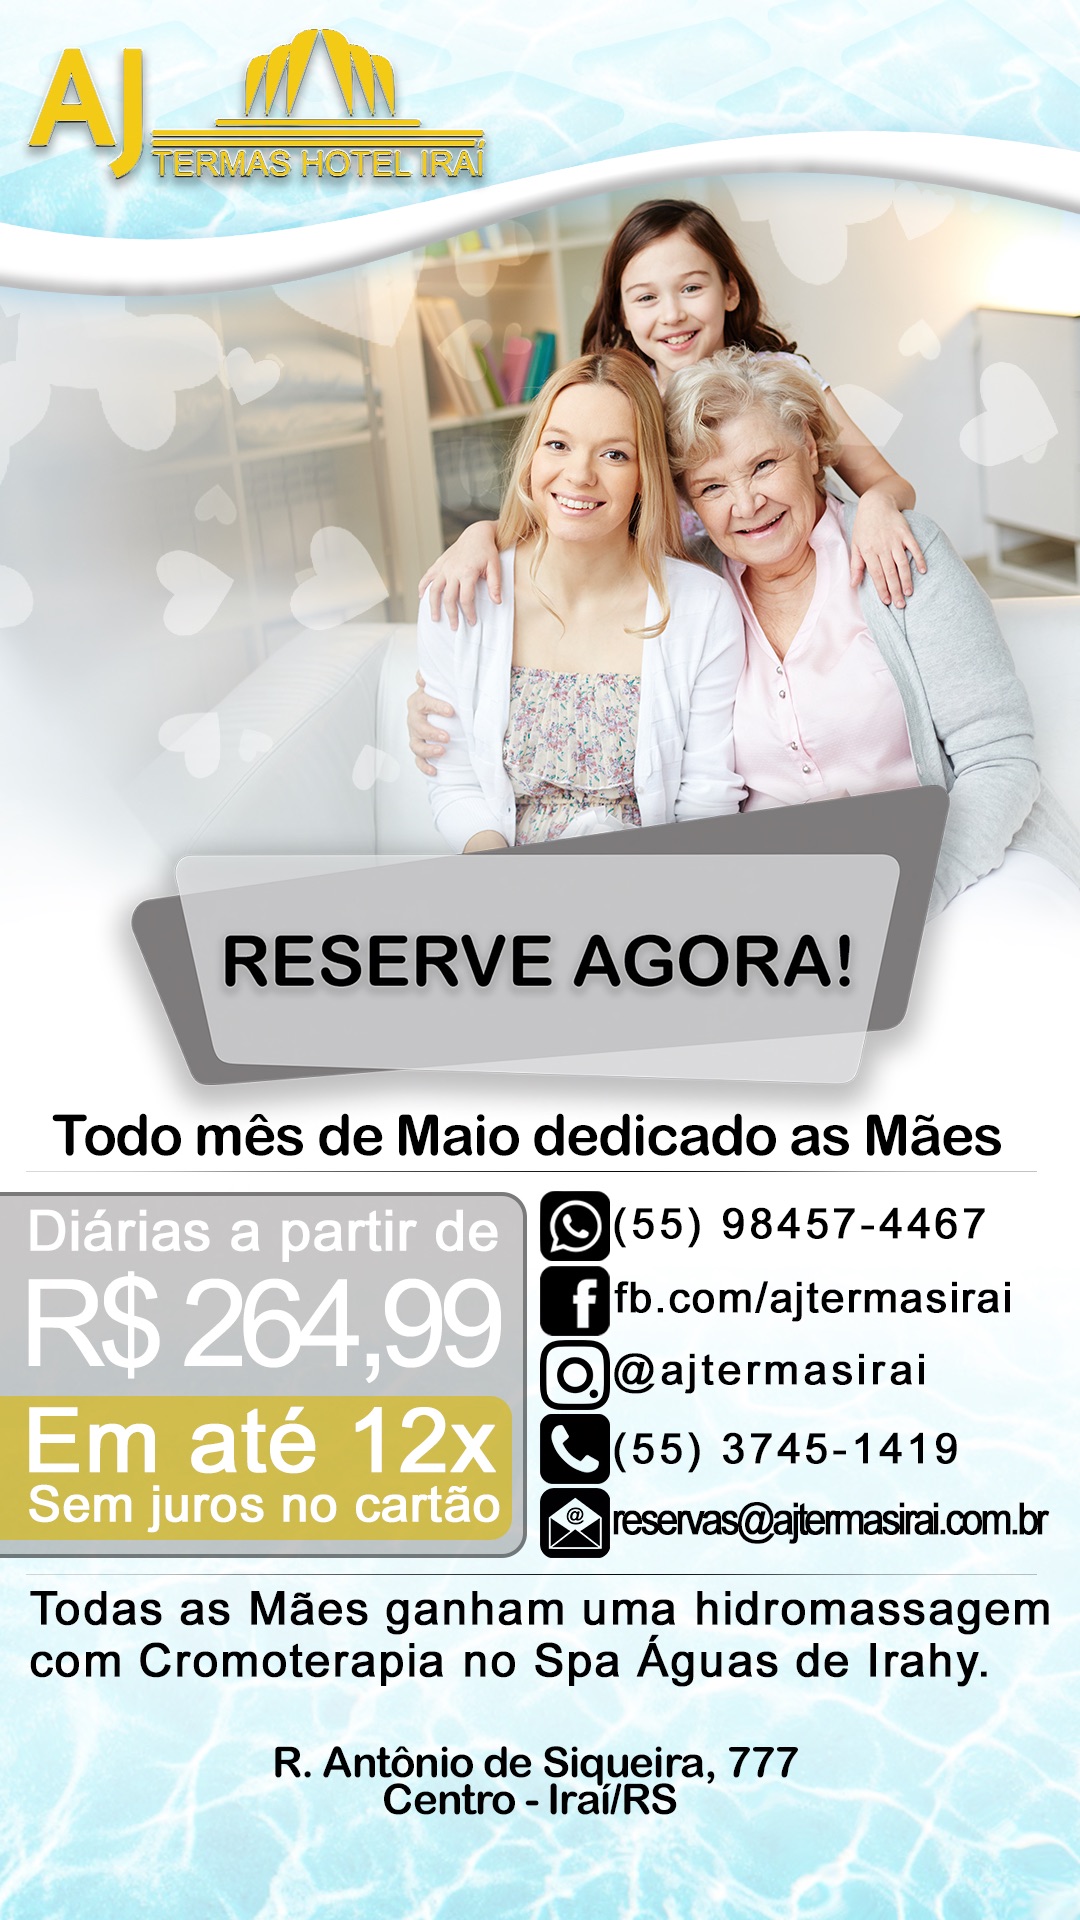 AJ
TERMAS HOTEL IRAÍ
RESERVE AGORA!
Todo mês de Maio dedicado as Mães
Diárias a partir de
R$ 264,99
Em até 12x
Sem juros no cartão
(55) 98457-4467
fb.com/ajtermasirai
@ajtermasirai
(55) 3745-1419
@
reservas@ajtermasirai.com.br
Todas as Mães ganham uma hidromassagem
com Cromoterapia no Spa Águas de Irahy.
R. Antônio de Siqueira, 777
Centro - Iraí/RS